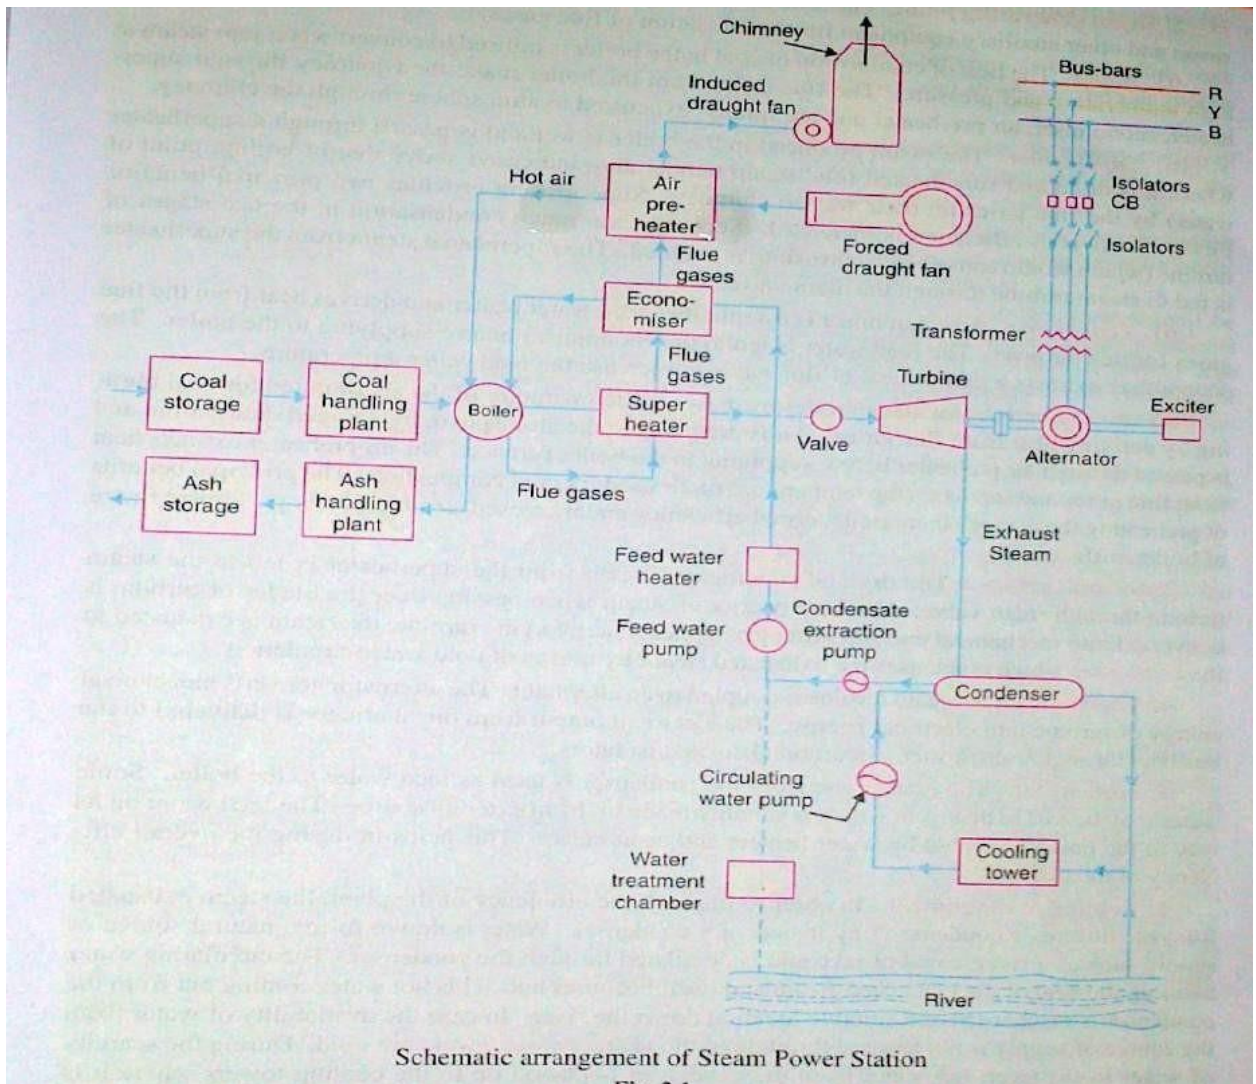 Chimney
Bus-bars
Induced
draught fan
R
Y
B
Hot air
Air
pre-
heater
Isolators
CB
Forced
draught fan
Isolators
Flue
gases
Econo-
miser
Transformer
Flue
gases
Turbine
Coal
storage
Coal
handling
plant
Boiler
Super
heater
Valve
Exciter
Alternator
Ash
storage
Ash
handling
plant
Flue gases
Exhaust
Steam
Feed water
heater
Condensate
extraction
pump
Feed water
pump
Condenser
Circulating
water pump
Water
treatment
chamber
Cooling
tower
River
Schematic arrangement of Steam Power Station